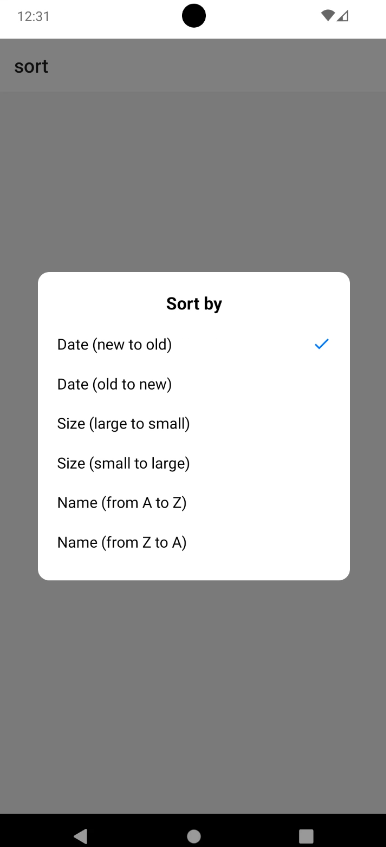 12:31
sort
Sort by
Date (new to old)
Date (old to new)
Size (large to small)
Size (small to large)
Name (from A to Z)
Name (from Z to A)